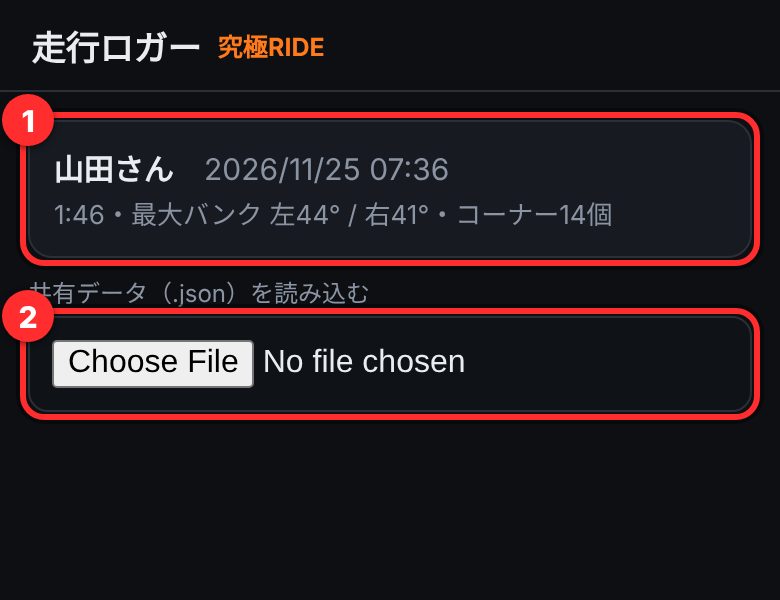 走行ロガー 究極RIDE
1
山田さん 2026/11/25 07:36
1:46・最大バンク 左44° / 右41°・コーナー14個
共有データ（.json）を読み込む
2
Choose File No file chosen